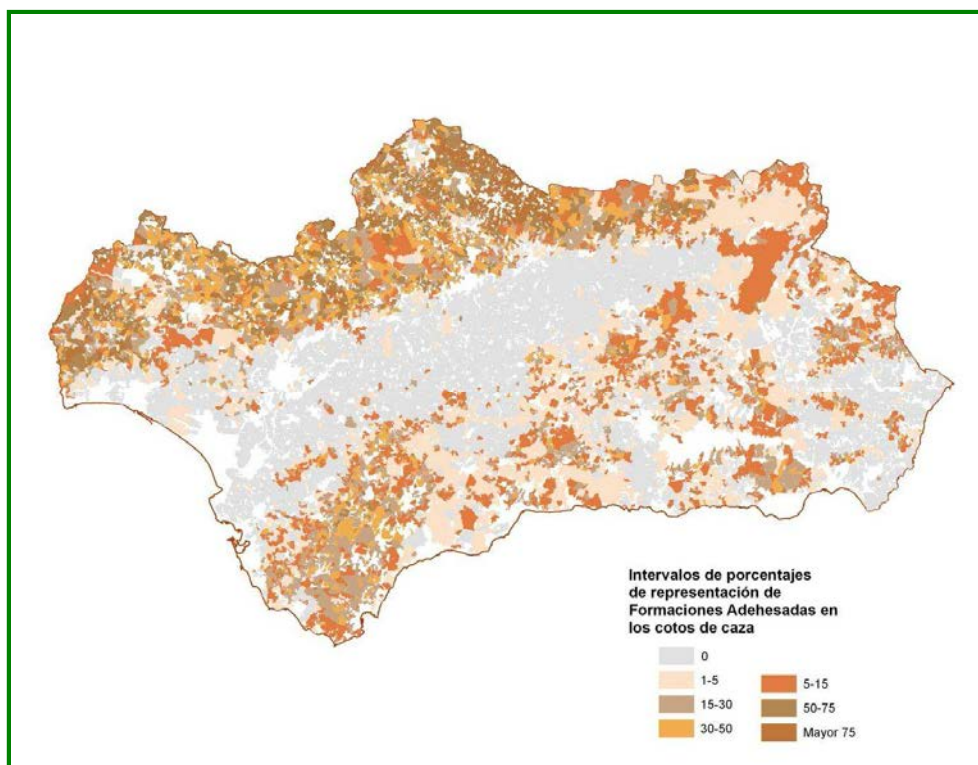 Intervalos de porcentajes
de representación de
Formaciones Adehesadas en
los cotos de caza
0
1-5
15-30
30-50
5-15
50-75
Mayor 75